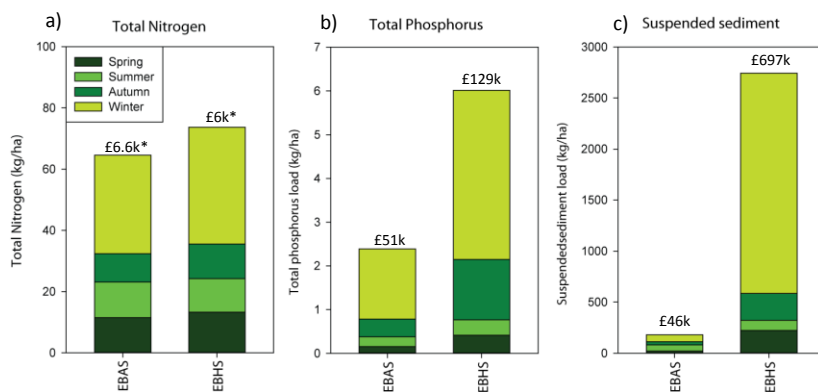 a)
Total Nitrogen
Total Nitrogen (kg/ha)
100
80
60
40
20
0
Spring
Summer
Autumn
Winter
£6.6k*
£6k*
EBAS
EBHS
b)
Total Phosphorus
Total phosphorus load (kg/ha)
7
6
5
4
3
2
1
0
£51k
£129k
EBAS
EBHS
c)
Suspended sediment
Suspendedsediment load (kg/ha)
3000
2500
2000
1500
1000
500
0
£46k
£697k
EBAS
EBHS